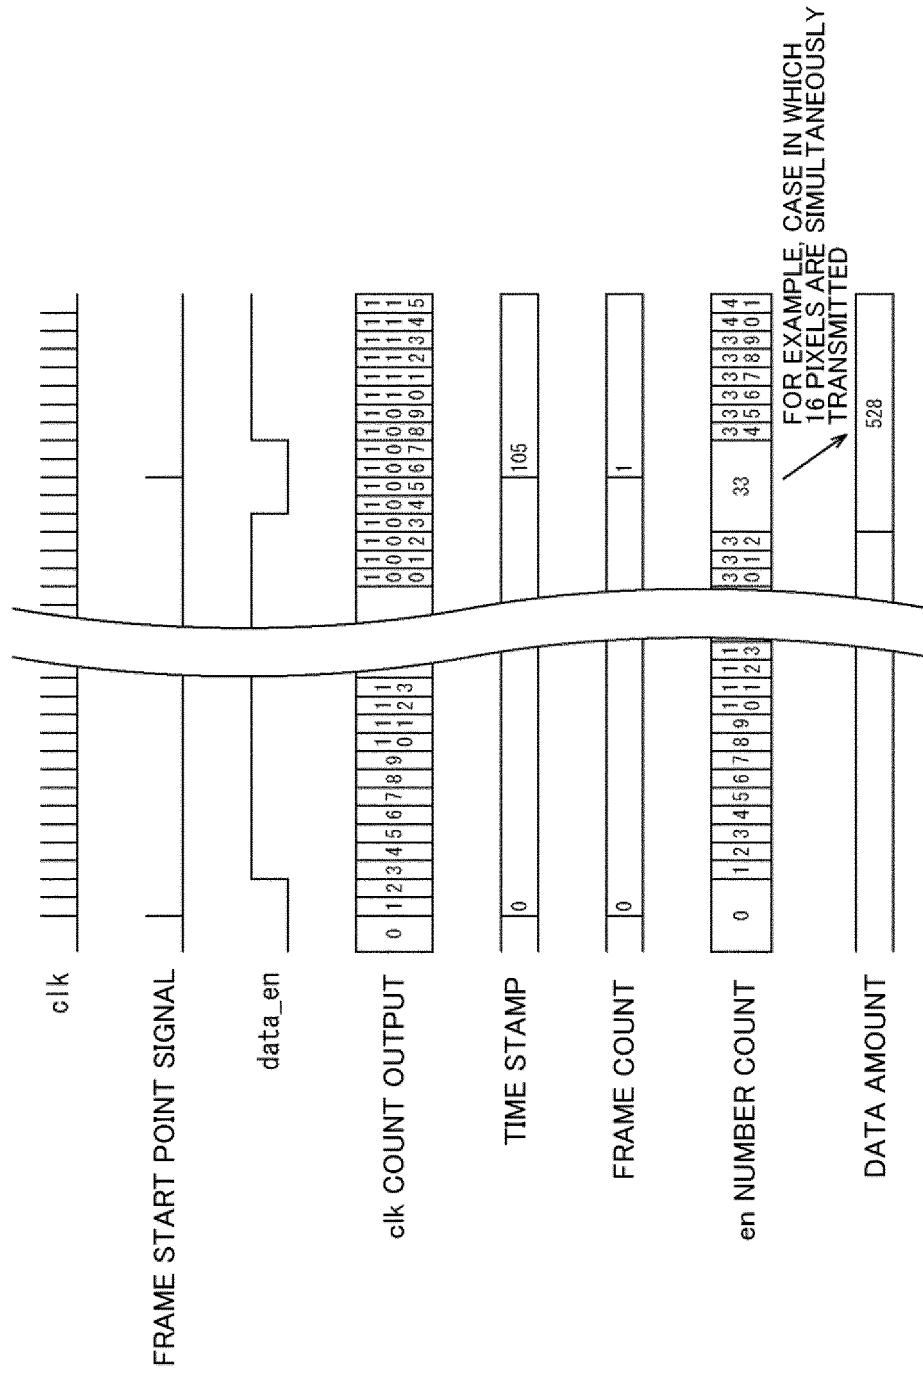 clk
FRAME START POINT SIGNAL
data_en
clk COUNT OUTPUT 0 1 2 3 4 5 6 7 8 9 10 11 12 13 100 101 102 103 104 105 106 107 108 109 110 111 112 113 114 115
TIME STAMP 0 105
FRAME COUNT 0 1
en NUMBER COUNT 0 1 2 3 4 5 6 7 8 9 10 11 12 13 30 31 32 33 34 35 36 37 38 39 40 41
FOR EXAMPLE, CASE IN WHICH
16 PIXELS ARE SIMULTANEOUSLY
TRANSMITTED
DATA AMOUNT 528